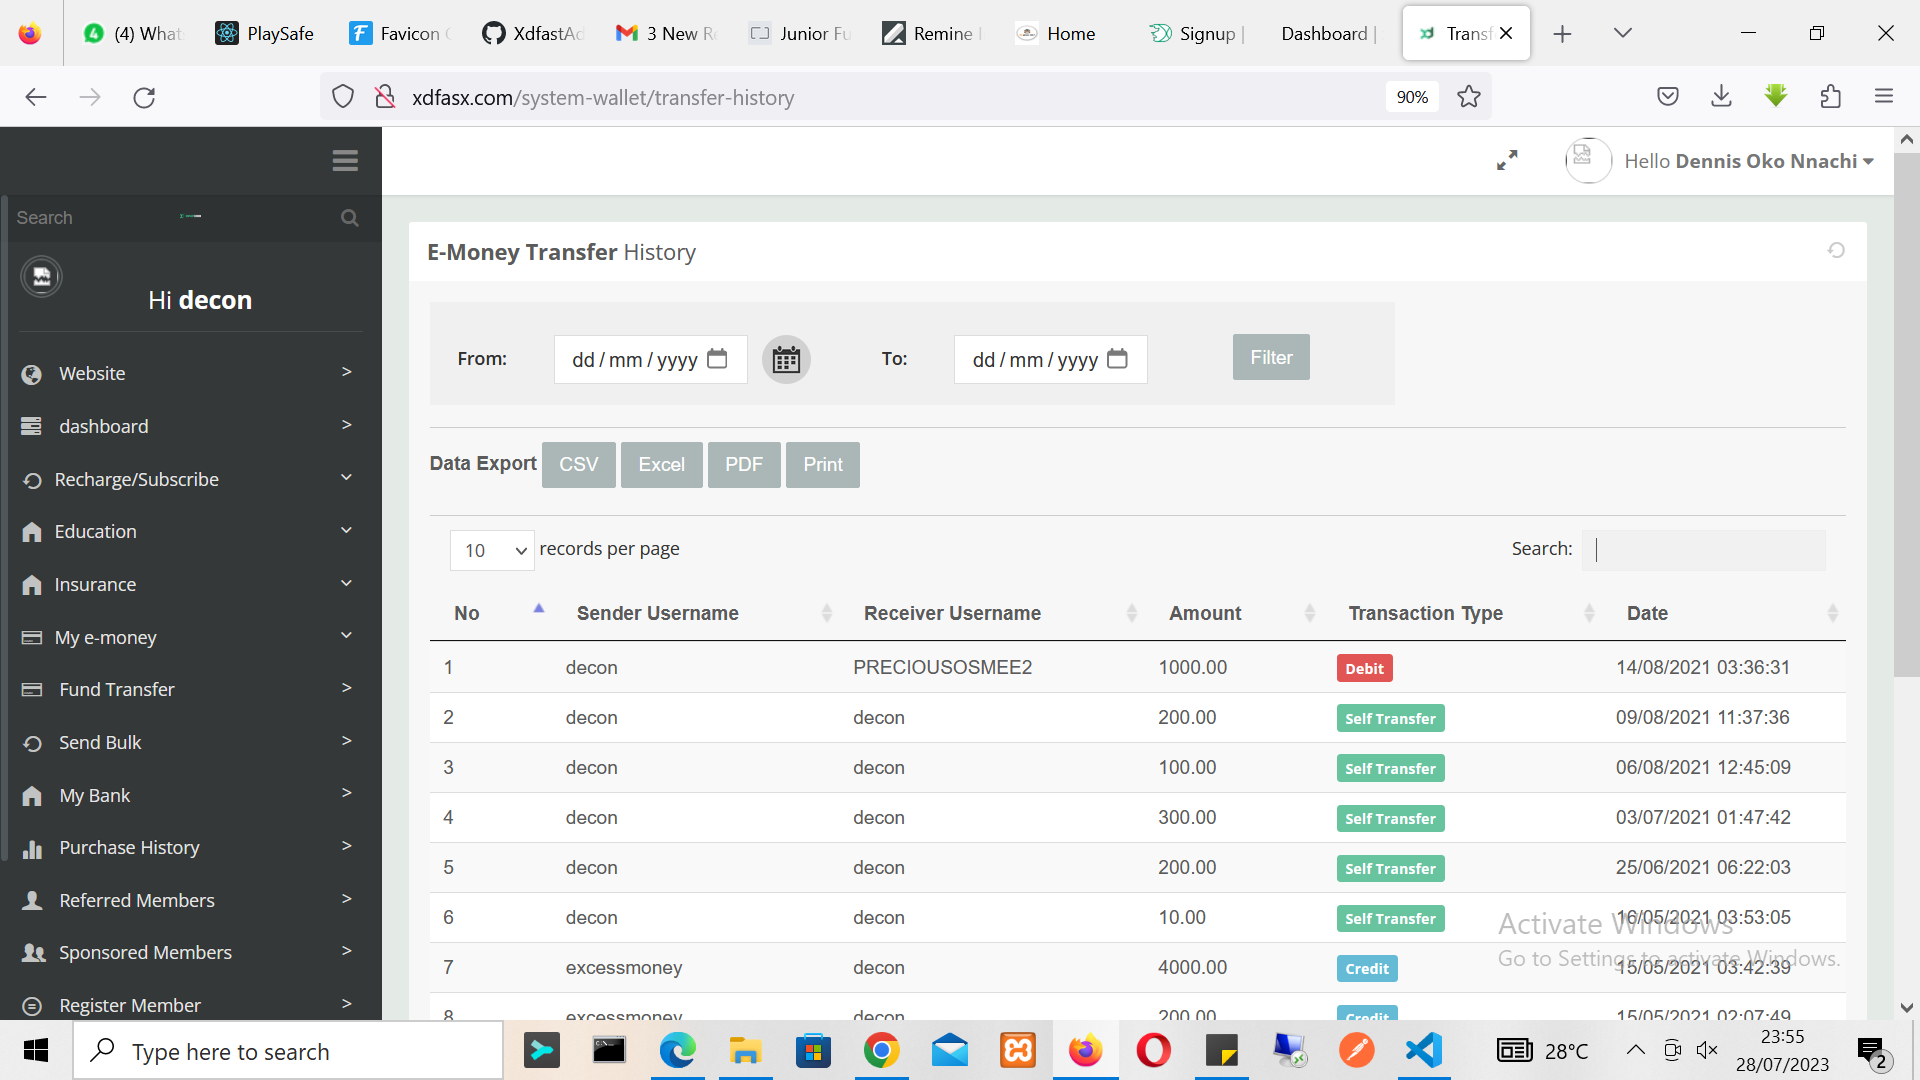 (4) What
PlaySafe
Favicon
XdfastAd
3 New Re
Junior Fu
Remine
Home
Signup |
Dashboard |
Transf
xdfasx.com/system-wallet/transfer-history
90%
Hello Dennis Oko Nnachi
Search
Hi decon
Website >
dashboard >
Recharge/Subscribe
Education
Insurance
My e-money
Fund Transfer >
Send Bulk >
My Bank >
Purchase History >
Referred Members >
Sponsored Members >
Register Member >
E-Money Transfer History
From: dd/mm/yyyy To: dd/mm/yyyy Filter
Data Export CSV Excel PDF Print
10 records per page Search:
No Sender Username Receiver Username Amount Transaction Type Date
1 decon PRECIOUSOSMEE2 1000.00 Debit 14/08/2021 03:36:31
2 decon decon 200.00 Self Transfer 09/08/2021 11:37:36
3 decon decon 100.00 Self Transfer 06/08/2021 12:45:09
4 decon decon 300.00 Self Transfer 03/07/2021 01:47:42
5 decon decon 200.00 Self Transfer 25/06/2021 06:22:03
6 decon decon 10.00 Self Transfer 16/05/2021 03:53:05
7 excessmoney decon 4000.00 Credit 15/05/2021 03:42:39
8 excessmoney decon 200.00 Credit 15/05/2021 02:07:49
Activate Windows
Go to Settings to activate Windows.
Type here to search
28°C
23:55
28/07/2023
2